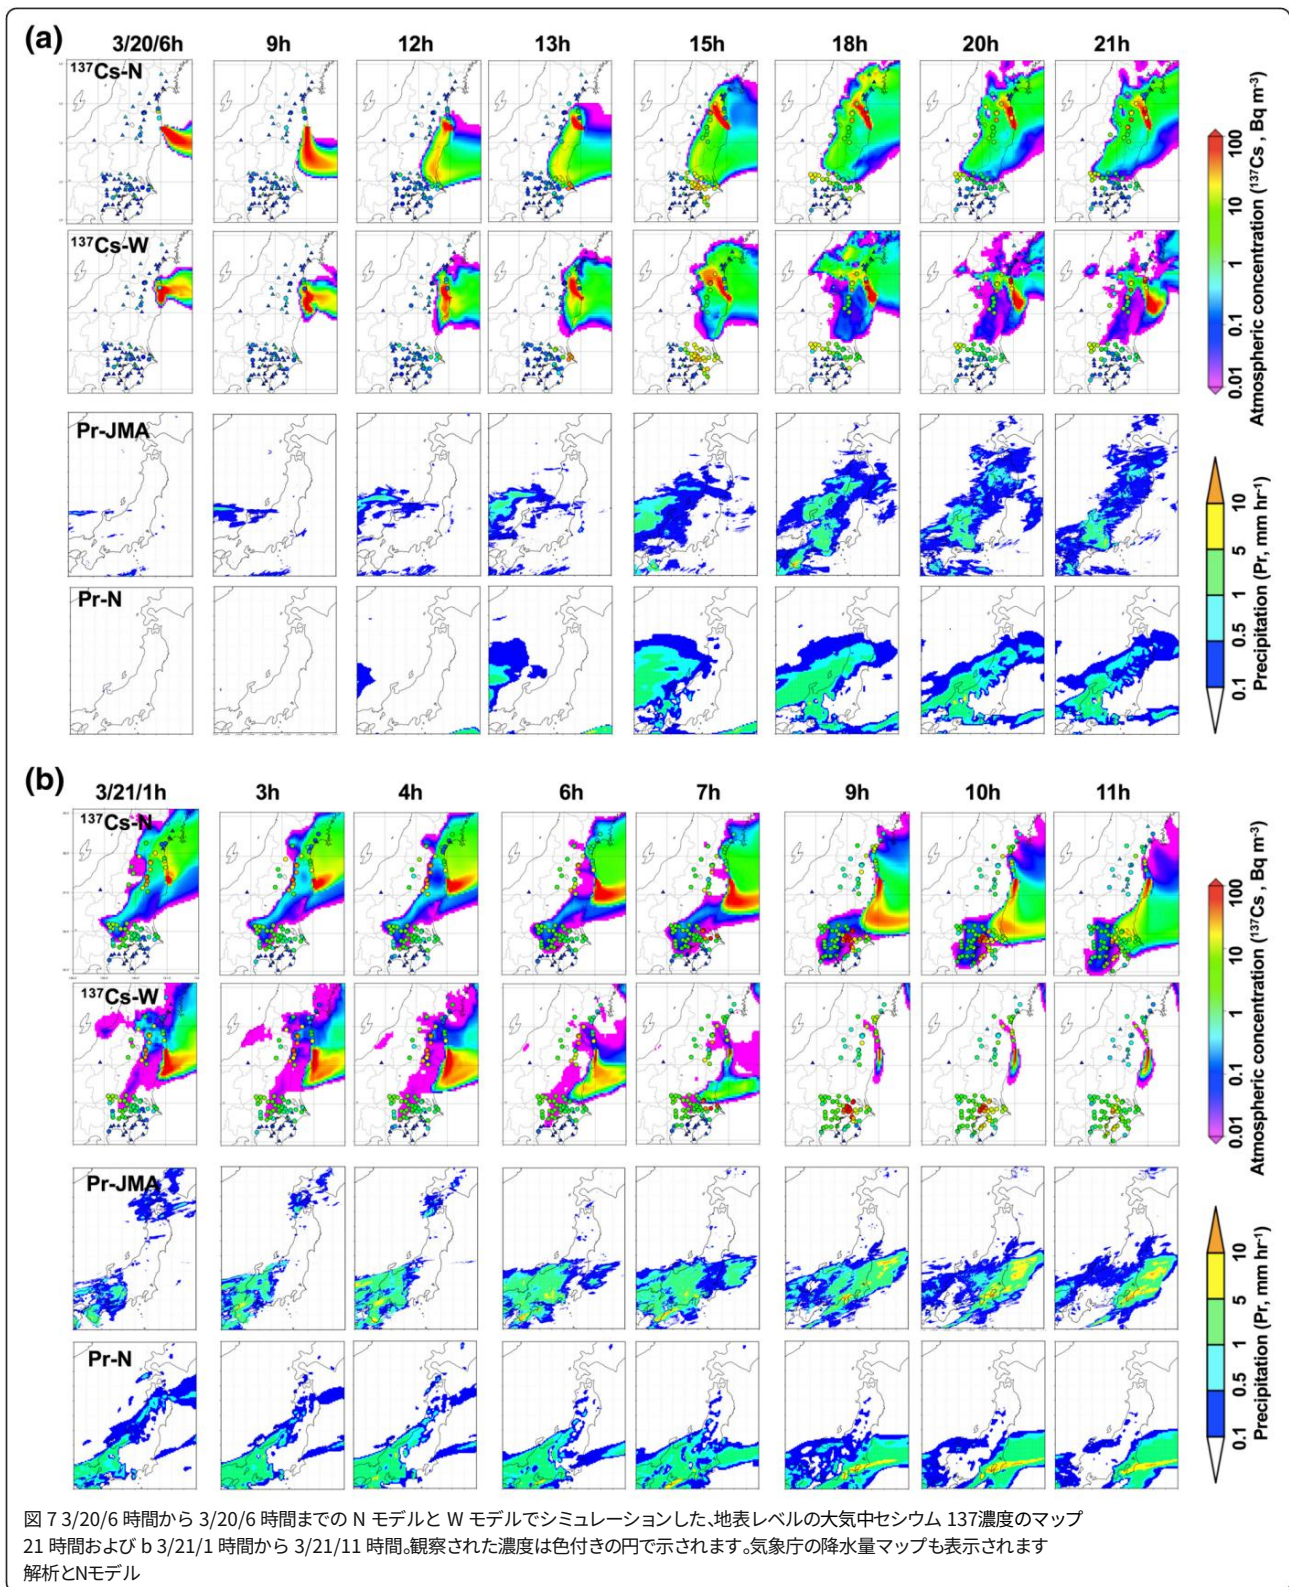 (a)
3/20/6h 9h 12h 13h 15h 18h 20h 21h
137Cs-N
137Cs-W
Pr-JMA
Pr-N
100
10
1
0.1
0.01
Atmospheric concentration (137Cs , Bq m-3)
10
5
1
0.5
0.1
Precipitation (Pr, mm hr-1)
(b)
3/21/1h 3h 4h 6h 7h 9h 10h 11h
137Cs-N
137Cs-W
Pr-JMA
Pr-N
100
10
1
0.1
0.01
Atmospheric concentration (137Cs , Bq m-3)
10
5
1
0.5
0.1
Precipitation (Pr, mm hr-1)
図 7 3/20/6 時間から 3/20/6 時間までの N モデルと W モデルでシミュレーションした、地表レベルの大気中セシウム 137濃度のマップ
21 時間および b 3/21/1 時間から 3/21/11 時間。観察された濃度は色付きの円で示されます。気象庁の降水量マップも表示されます
解析とNモデル